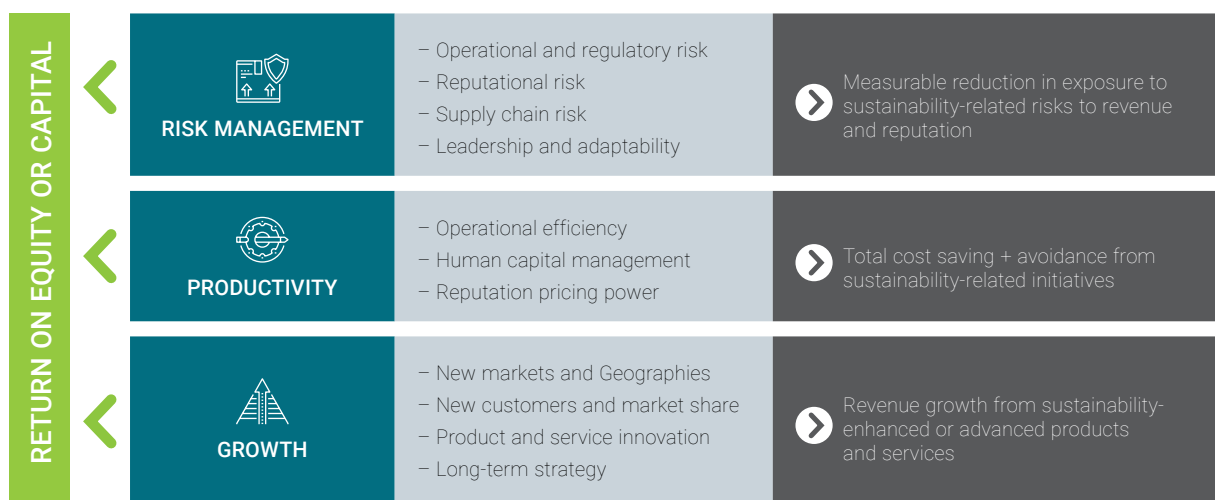 RETURN ON EQUITY OR CAPITAL
RISK MANAGEMENT
– Operational and regulatory risk
– Reputational risk
– Supply chain risk
– Leadership and adaptability
Measurable reduction in exposure to
sustainability-related risks to revenue
and reputation
PRODUCTIVITY
– Operational efficiency
– Human capital management
– Reputation pricing power
Total cost saving + avoidance from
sustainability-related initiatives
GROWTH
– New markets and Geographies
– New customers and market share
– Product and service innovation
– Long-term strategy
Revenue growth from sustainability-
enhanced or advanced products
and services